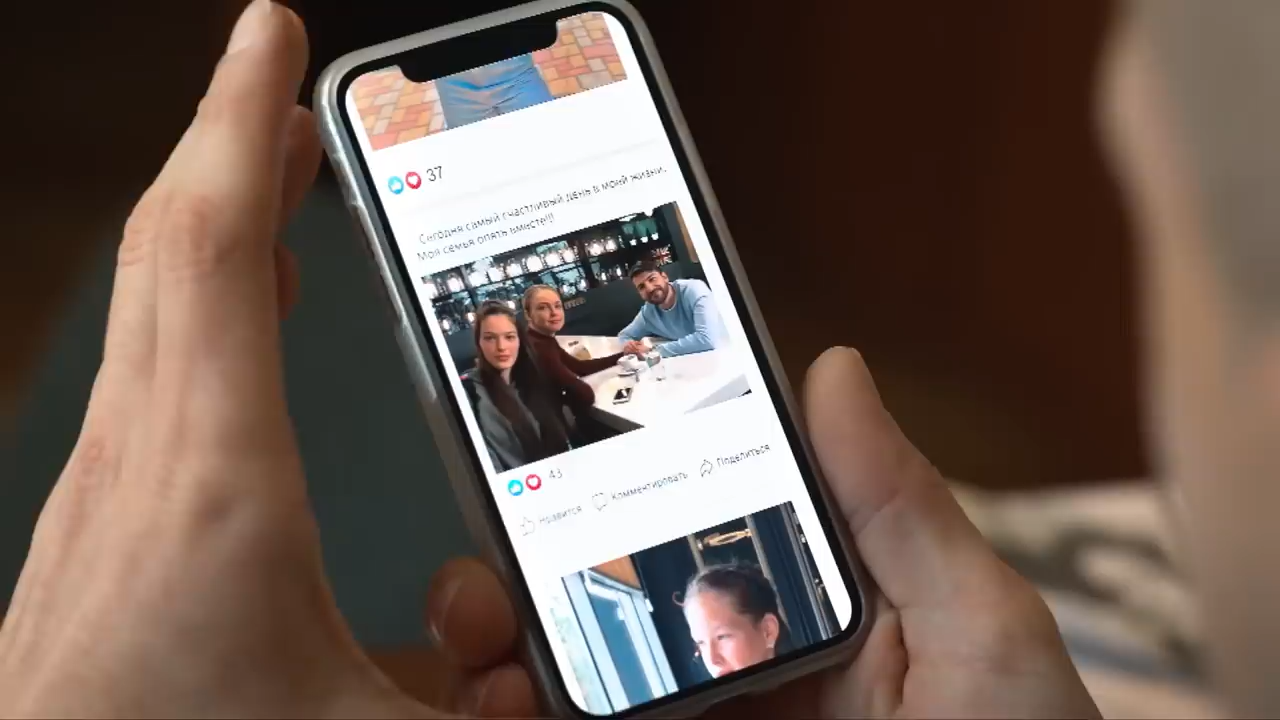 37
Сегодня самый счастливый день в моей жизни.
Моя семья опять вместе!!!
43
Нравится Комментировать Поделиться